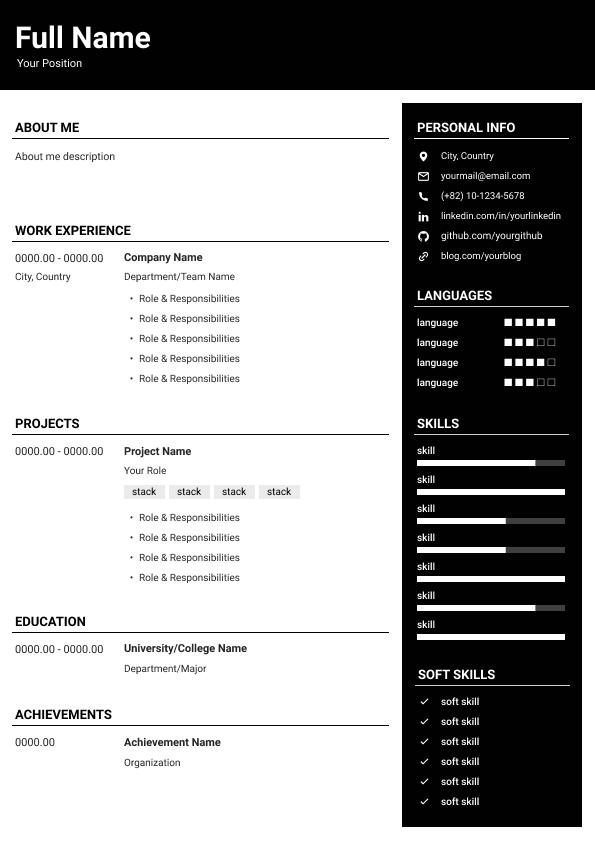 Full Name
Your Position
ABOUT ME
About me description
WORK EXPERIENCE
0000.00 - 0000.00
City, Country
Company Name
Department/Team Name
• Role & Responsibilities
• Role & Responsibilities
• Role & Responsibilities
• Role & Responsibilities
• Role & Responsibilities
PROJECTS
0000.00 - 0000.00
Project Name
Your Role
stack stack stack stack
• Role & Responsibilities
• Role & Responsibilities
• Role & Responsibilities
• Role & Responsibilities
EDUCATION
0000.00 - 0000.00
University/College Name
Department/Major
ACHIEVEMENTS
0000.00
Achievement Name
Organization
PERSONAL INFO
City, Country
yourmail@email.com
(+82) 10-1234-5678
linkedin.com/in/yourlinkedin
github.com/yourgithub
blog.com/yourblog
LANGUAGES
language
language
language
language
SKILLS
skill
skill
skill
skill
skill
skill
skill
SOFT SKILLS
soft skill
soft skill
soft skill
soft skill
soft skill
soft skill